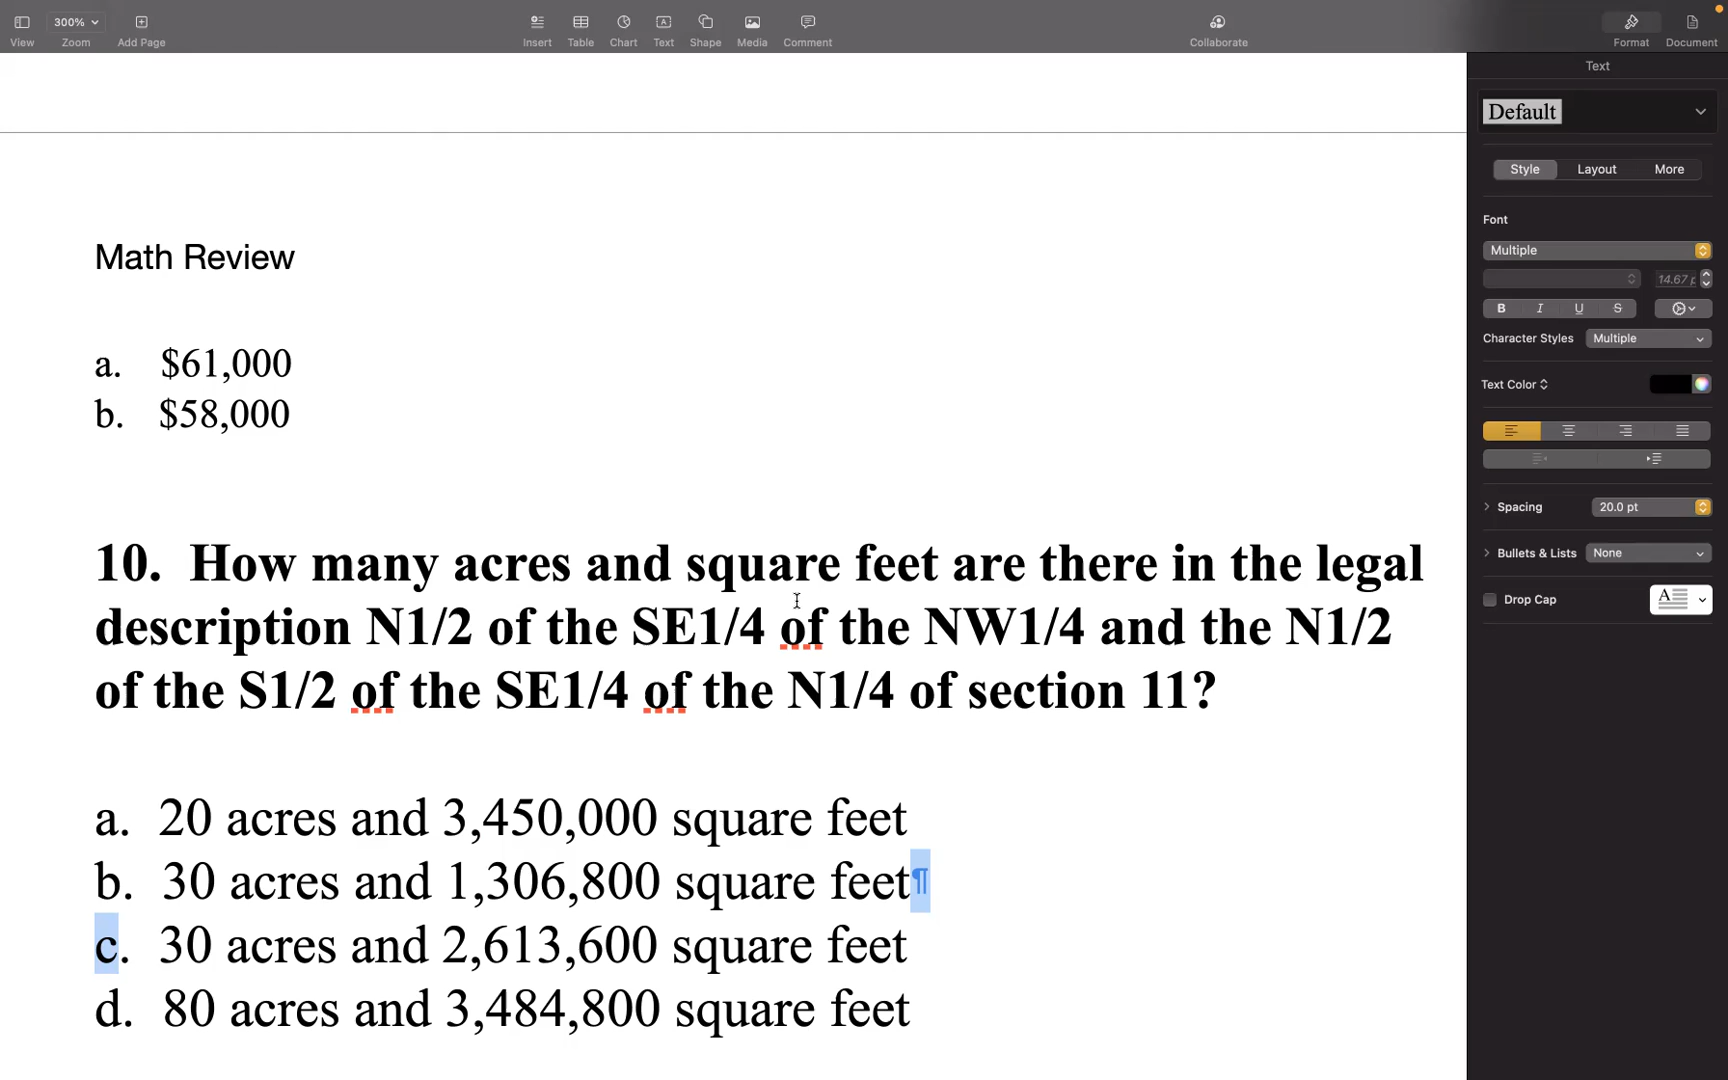 300%
View
Zoom
Add Page
Insert
Table
Chart
Text
Shape
Media
Comment
Collaborate
Format
Document
Text
Default
Style
Layout
More
Font
Multiple
14.67
B I U S
Character Styles
Multiple
Text Color
Spacing
20.0 pt
Bullets & Lists
None
Drop Cap
A
Math Review
a. $61,000
b. $58,000
10. How many acres and square feet are there in the legal
description N1/2 of the SE1/4 of the NW1/4 and the N1/2
of the S1/2 of the SE1/4 of the N1/4 of section 11?
a. 20 acres and 3,450,000 square feet
b. 30 acres and 1,306,800 square feet¶
c. 30 acres and 2,613,600 square feet
d. 80 acres and 3,484,800 square feet